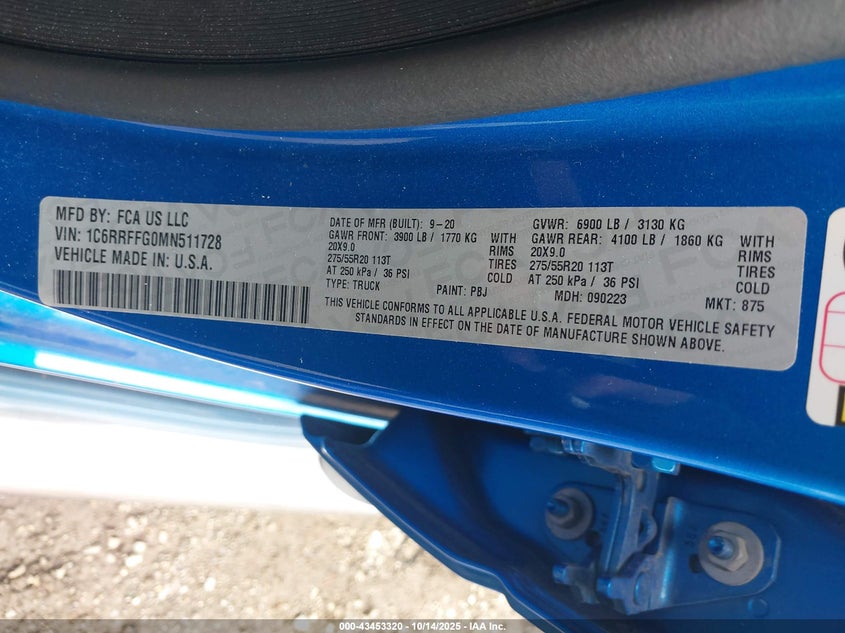 MFD BY: FCA US LLC
VIN: 1C6RRFFG0MN511728
VEHICLE MADE IN: U.S.A.
DATE OF MFR (BUILT): 9-20
GAWR FRONT: 3900 LB / 1770 KG WITH
20X9.0 RIMS
275/55R20 113T TIRES
AT 250 kPa / 36 PSI COLD
TYPE: TRUCK PAINT: PBJ
GVWR: 6900 LB / 3130 KG
GAWR REAR: 4100 LB / 1860 KG WITH
20X9.0 RIMS
275/55R20 113T TIRES
AT 250 kPa / 36 PSI COLD
MDH: 090223 MKT: 875
THIS VEHICLE CONFORMS TO ALL APPLICABLE U.S.A. FEDERAL MOTOR VEHICLE SAFETY
STANDARDS IN EFFECT ON THE DATE OF MANUFACTURE SHOWN ABOVE.
000-43453320 - 10/14/2025 - IAA Inc.